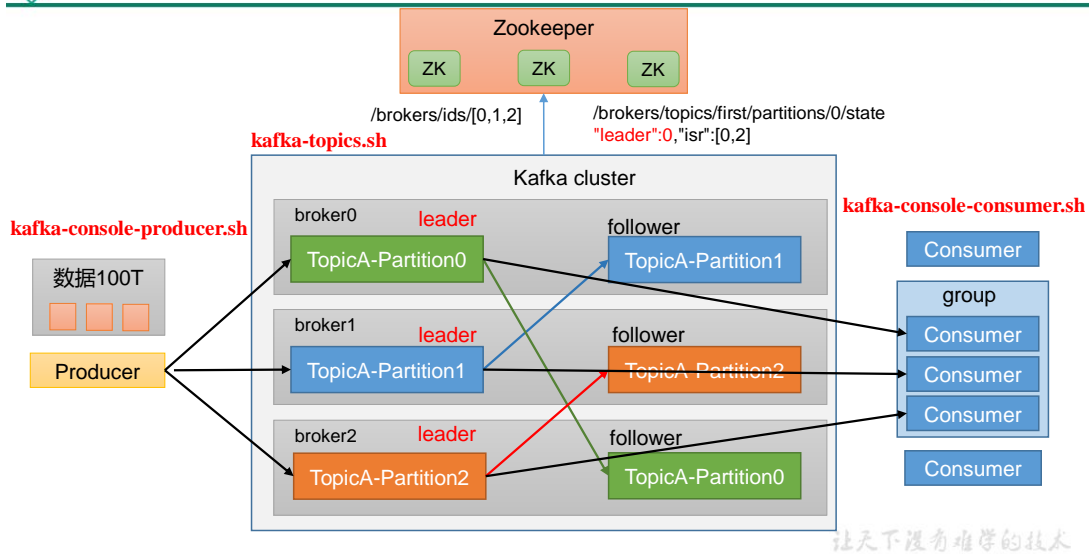 Zookeeper
ZK
ZK
ZK
/brokers/ids/[0,1,2]
/brokers/topics/first/partitions/0/state
"leader":0,"isr":[0,2]
kafka-topics.sh
Kafka cluster
kafka-console-producer.sh
kafka-console-consumer.sh
broker0
leader
follower
TopicA-Partition0
TopicA-Partition1
数据100T
Producer
broker1
leader
follower
TopicA-Partition1
TopicA-Partition2
broker2
leader
follower
TopicA-Partition2
TopicA-Partition0
Consumer
group
Consumer
Consumer
Consumer
Consumer
让天下没有难学的技术